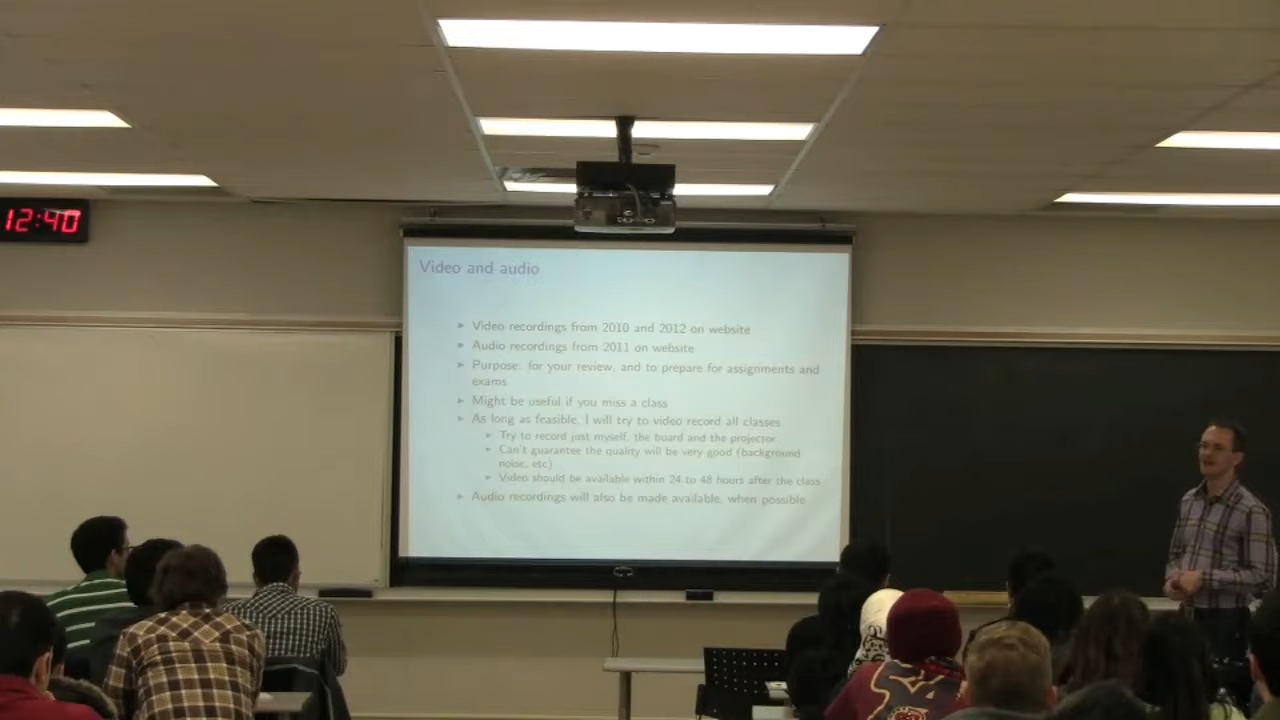 12:40
Video and audio
Video recordings from 2010 and 2012 on website
Audio recordings from 2011 on website
Purpose: for your review, and to prepare for assignments and
exams
Might be useful if you miss a class
As long as feasible, I will try to video record all classes
Try to record just myself, the board and the projector
Can't guarantee the quality will be very good (background
noise, etc)
Video should be available within 24 to 48 hours after the class
Audio recordings will also be made available, when possible